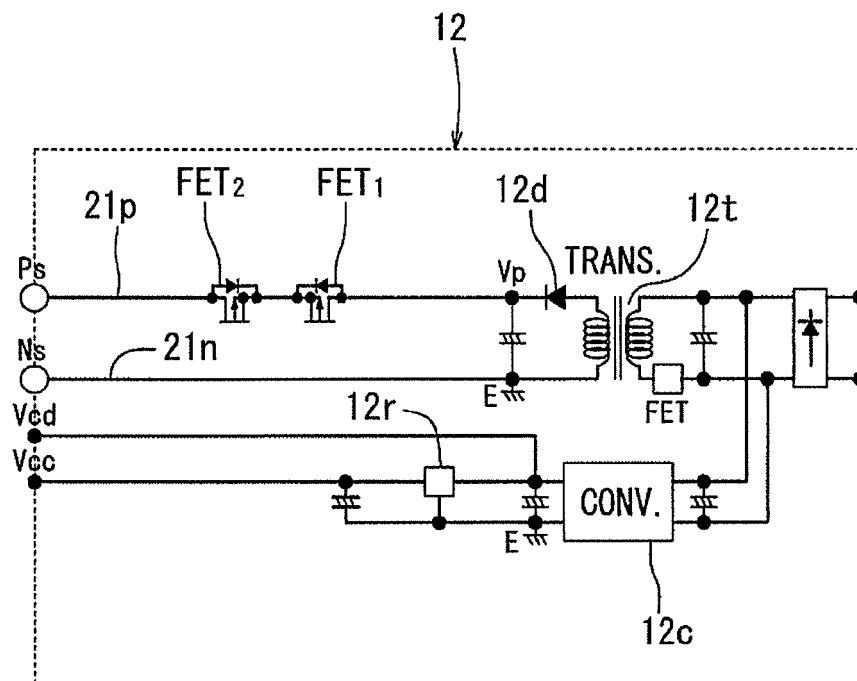 12
FET2
FET1
12d
12t
21p
Ps
Vp
TRANS.
Ns
21n
E
FET
12r
Vcd
Vcc
CONV.
E
12c